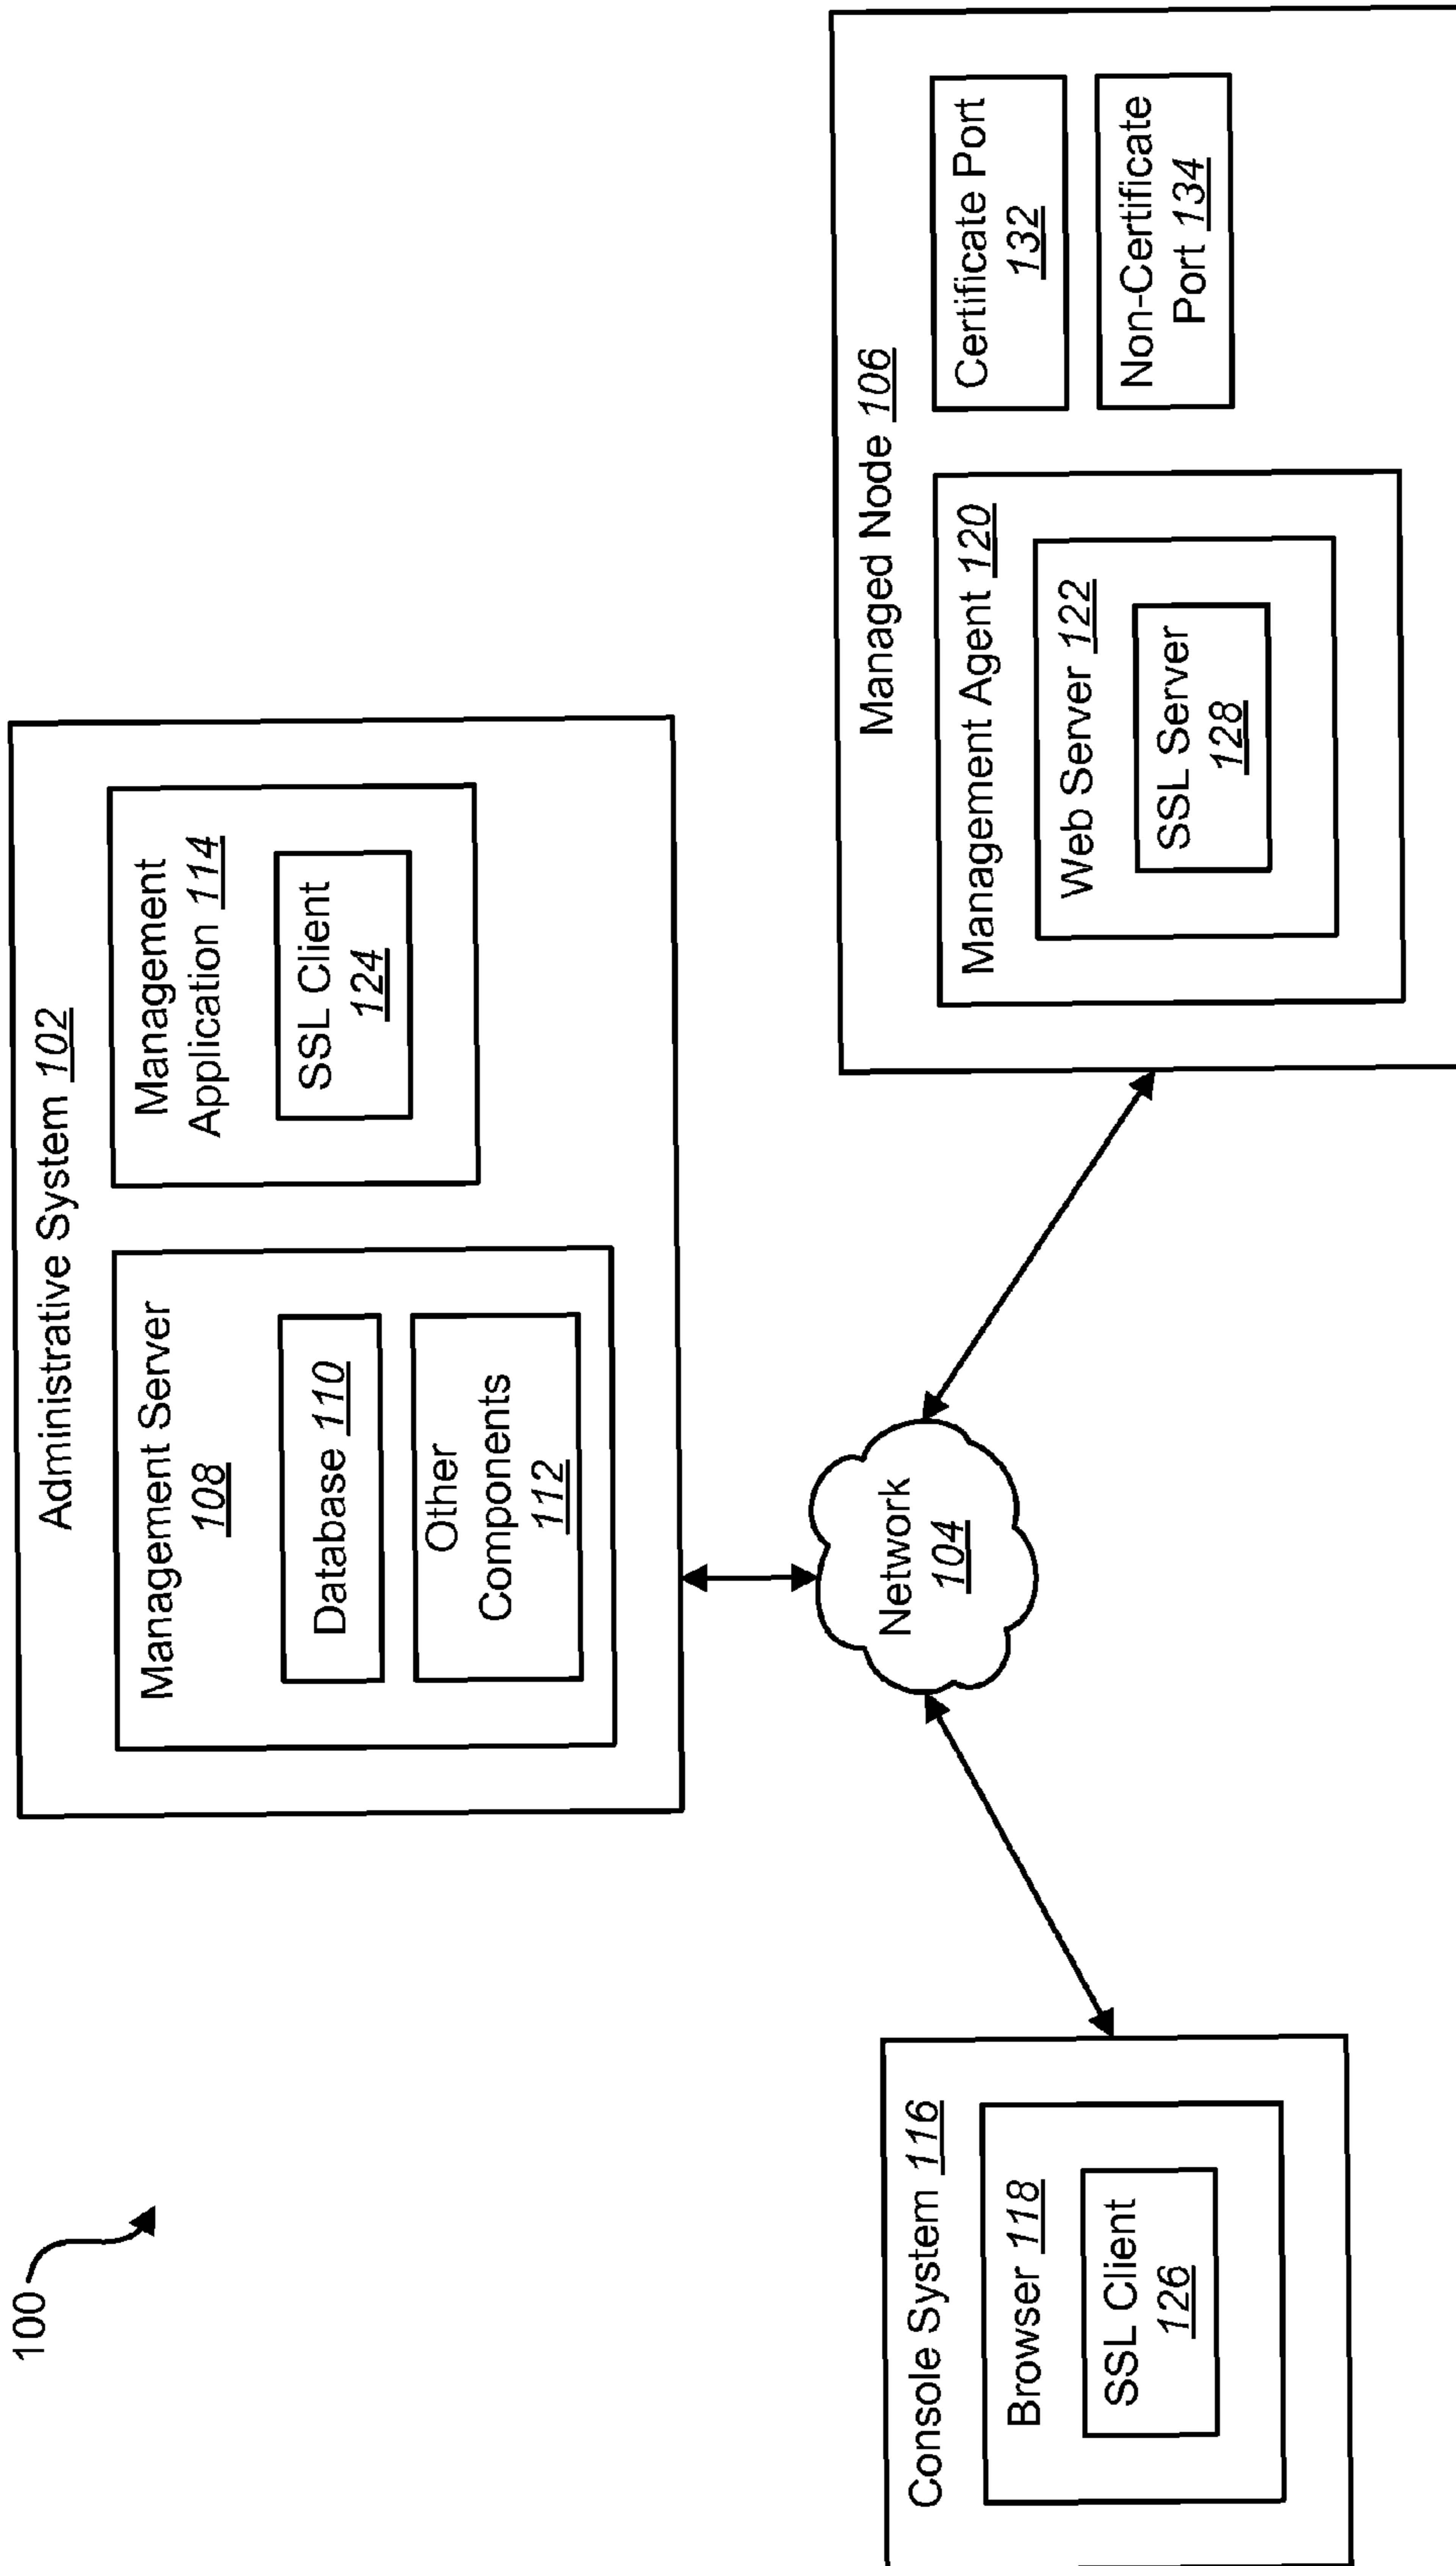 100
Administrative System 102
Management Server
108
Database 110
Other
Components
112
Management
Application 114
SSL Client
124
Network
104
Console System 116
Browser 118
SSL Client
126
Managed Node 106
Management Agent 120
Web Server 122
SSL Server
128
Certificate Port
132
Non-Certificate
Port 134